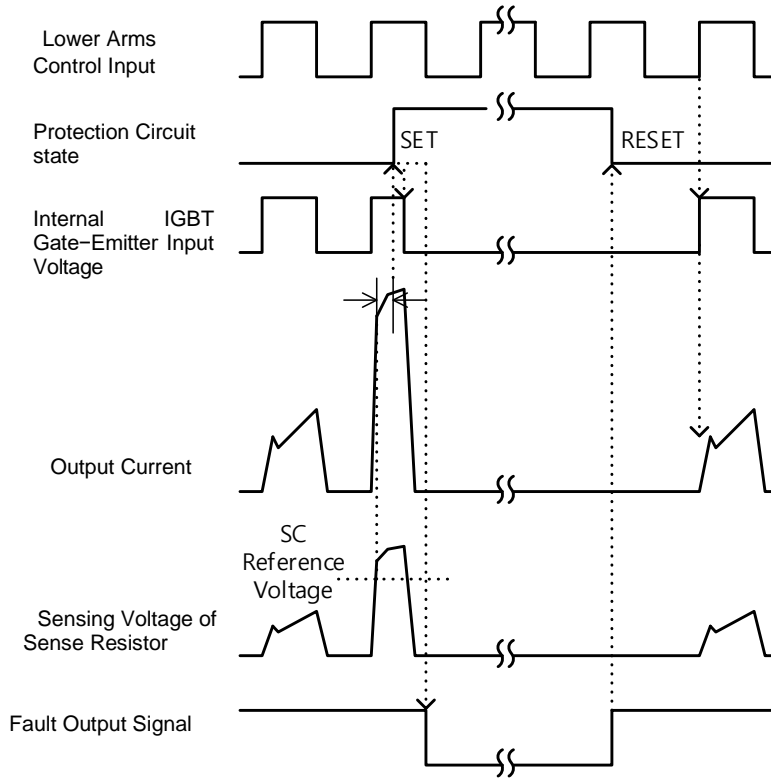 Lower Arms
Control Input
Protection Circuit
state
SET
RESET
Internal IGBT
Gate−Emitter Input
Voltage
Output Current
SC
Reference
Voltage
Sensing Voltage of
Sense Resistor
Fault Output Signal